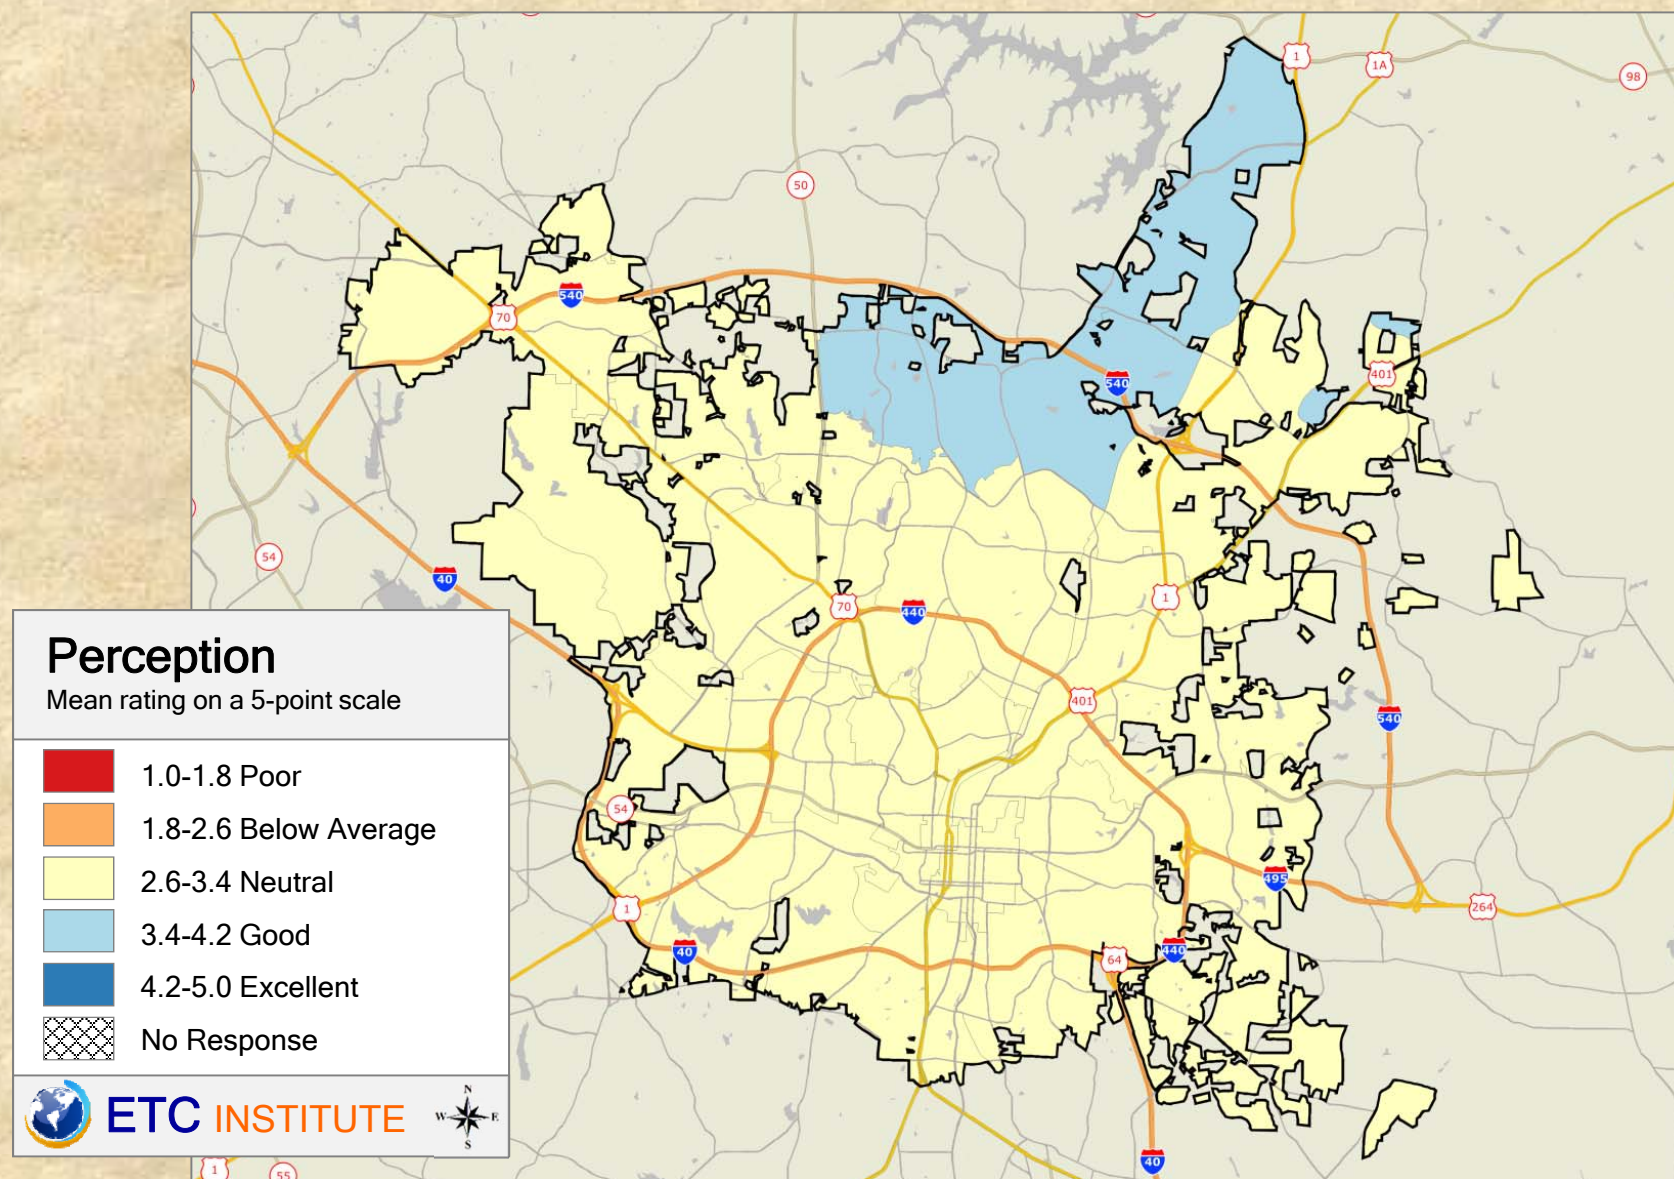 1
1A
98
50
540
70
540
401
54
40
70
440
1
401
540
54
495
1
264
40
64
440
40
1
55
Perception
Mean rating on a 5-point scale
1.0-1.8 Poor
1.8-2.6 Below Average
2.6-3.4 Neutral
3.4-4.2 Good
4.2-5.0 Excellent
No Response
ETC INSTITUTE
N
W E
S